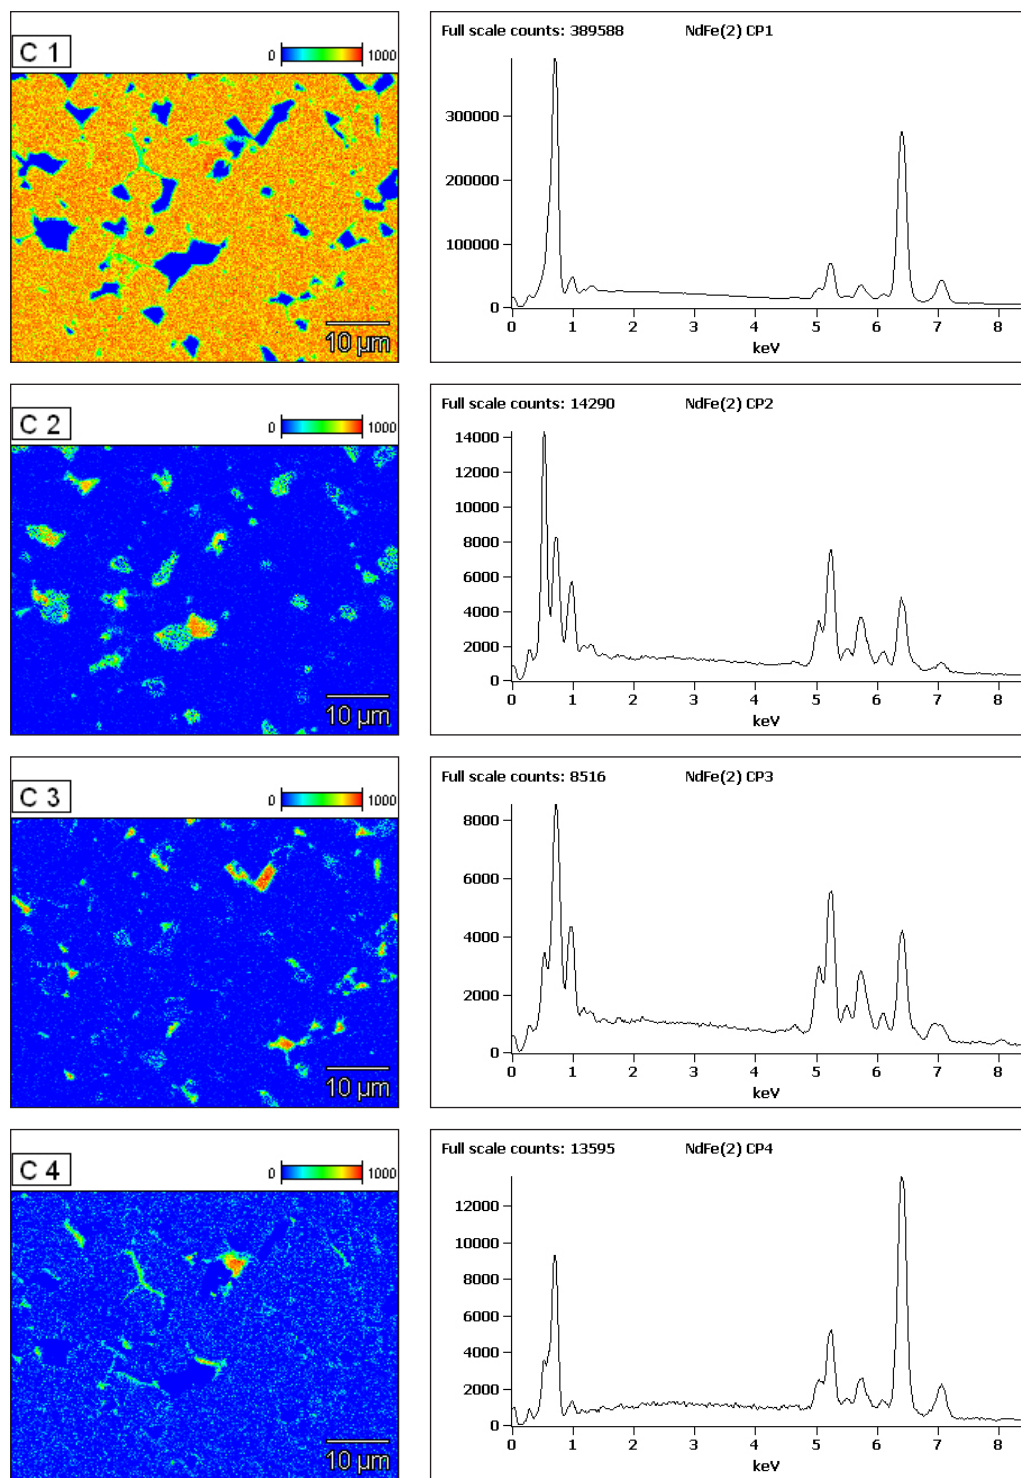 C 1
0 1000
10 µm
Full scale counts: 389588 NdFe(2) CP1
300000
200000
100000
0
0 1 2 3 4 5 6 7 8
keV
C 2
0 1000
10 µm
Full scale counts: 14290 NdFe(2) CP2
14000
12000
10000
8000
6000
4000
2000
0
0 1 2 3 4 5 6 7 8
keV
C 3
0 1000
10 µm
Full scale counts: 8516 NdFe(2) CP3
8000
6000
4000
2000
0
0 1 2 3 4 5 6 7 8
keV
C 4
0 1000
10 µm
Full scale counts: 13595 NdFe(2) CP4
12000
10000
8000
6000
4000
2000
0
0 1 2 3 4 5 6 7 8
keV